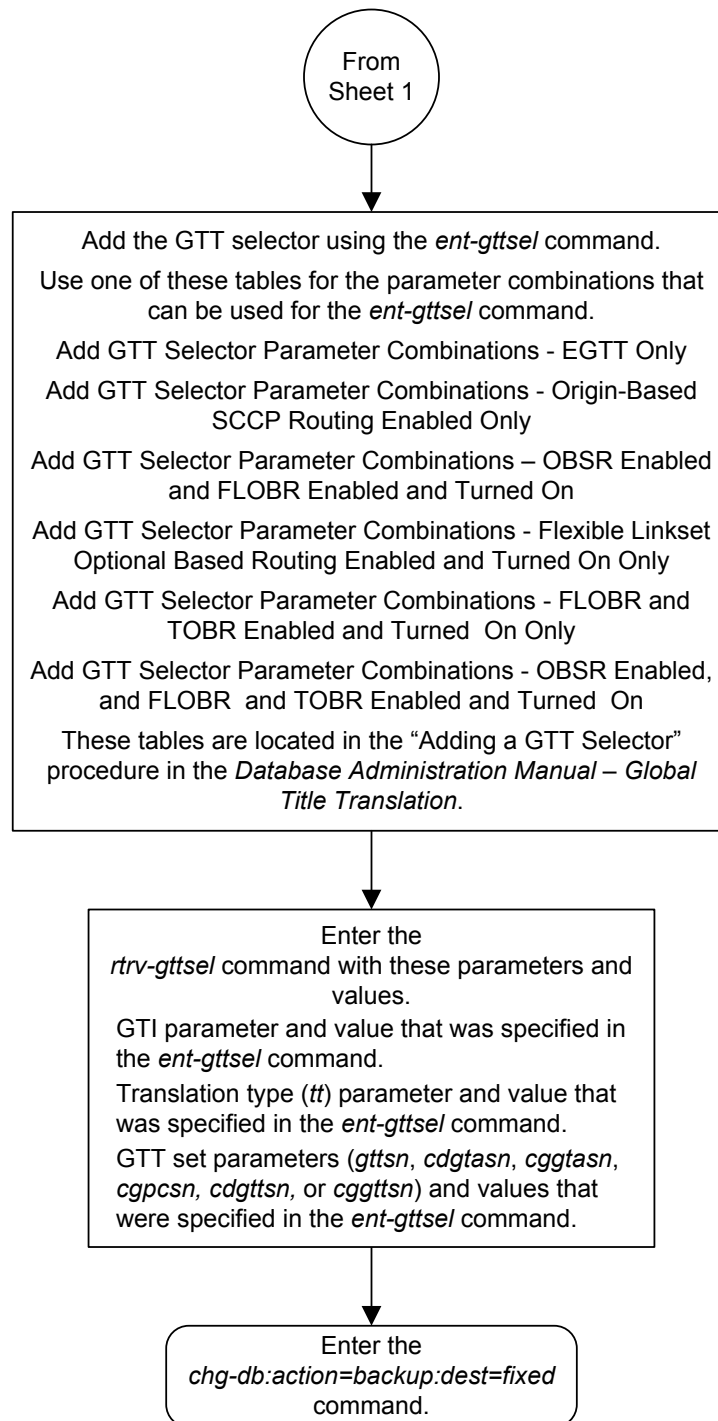 From
Sheet 1
Add the GTT selector using the ent-gttsel command.
Use one of these tables for the parameter combinations that
can be used for the ent-gttsel command.
Add GTT Selector Parameter Combinations - EGTT Only
Add GTT Selector Parameter Combinations - Origin-Based
SCCP Routing Enabled Only
Add GTT Selector Parameter Combinations – OBSR Enabled
and FLOBR Enabled and Turned On
Add GTT Selector Parameter Combinations - Flexible Linkset
Optional Based Routing Enabled and Turned On Only
Add GTT Selector Parameter Combinations - FLOBR and
TOBR Enabled and Turned On Only
Add GTT Selector Parameter Combinations - OBSR Enabled,
and FLOBR and TOBR Enabled and Turned On
These tables are located in the “Adding a GTT Selector”
procedure in the Database Administration Manual – Global
Title Translation.
Enter the
rtrv-gttsel command with these parameters and
values.
GTI parameter and value that was specified in
the ent-gttsel command.
Translation type (tt) parameter and value that
was specified in the ent-gttsel command.
GTT set parameters (gttsn, cdgtasn, cggtasn,
cgpcsn, cdgttsn, or cggttsn) and values that
were specified in the ent-gttsel command.
Enter the
chg-db:action=backup:dest=fixed
command.